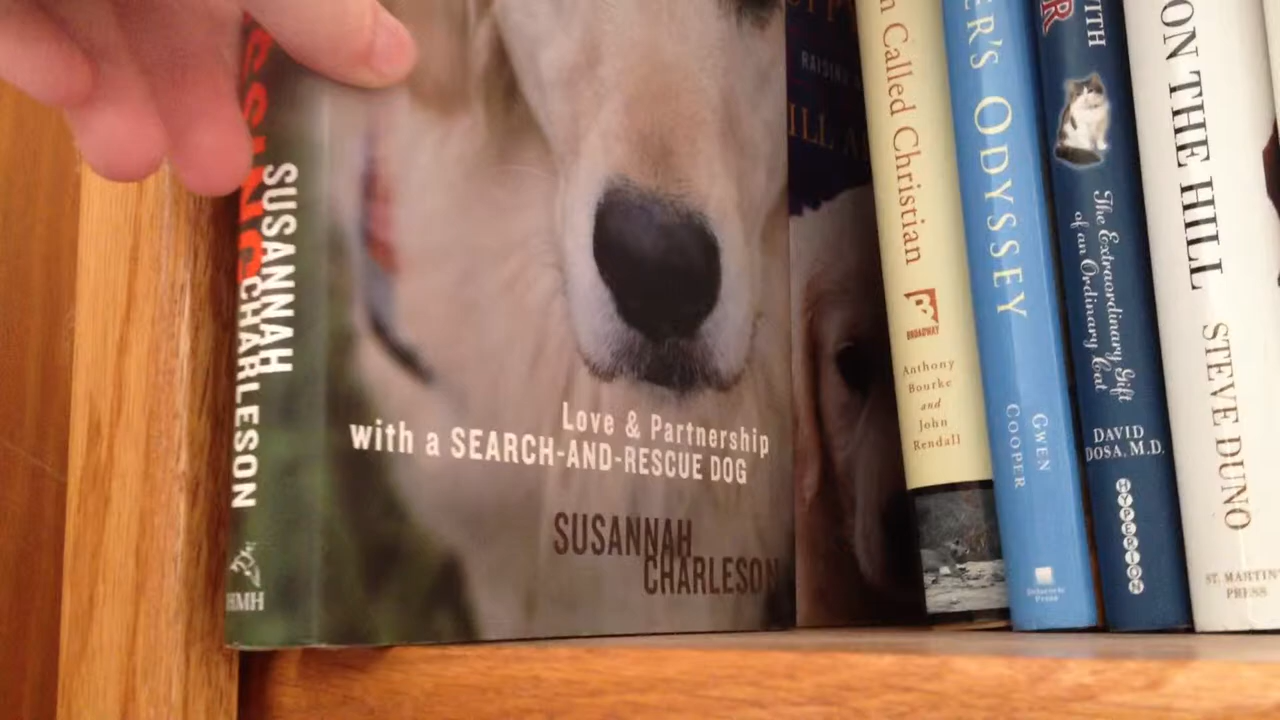 SUSANNAH
CHARLESON
HMH
Love & Partnership
with a SEARCH-AND-RESCUE DOG
SUSANNAH
CHARLESON
RAISING
ILL
Called Christian
BROADWAY
Anthony
Bourke
and
John
Rendall
ER'S ODYSSEY
GWEN
COOPER
ITH
The Extraordinary Gift
of an Ordinary Cat
DAVID
DOSA, M.D.
HYPERION
ON THE HILL
STEVE DUNO
ST. MARTIN'
PRESS